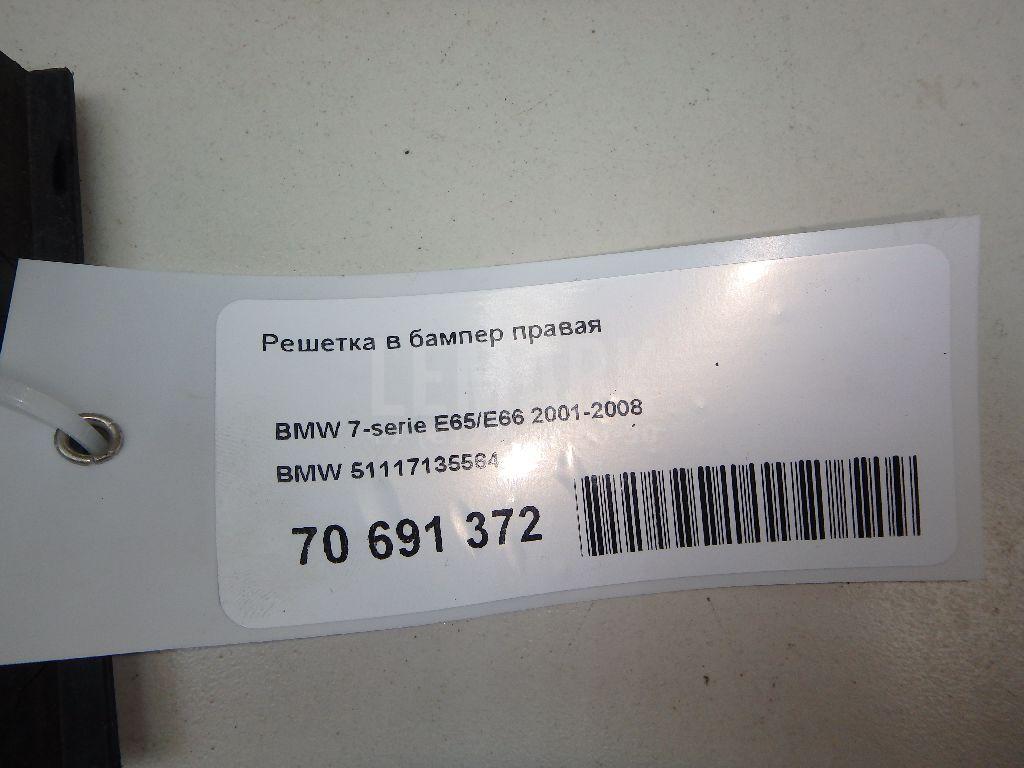 Решетка в бампер правая
BMW 7-serie E65/E66 2001-2008
BMW 51117135564
70 691 372